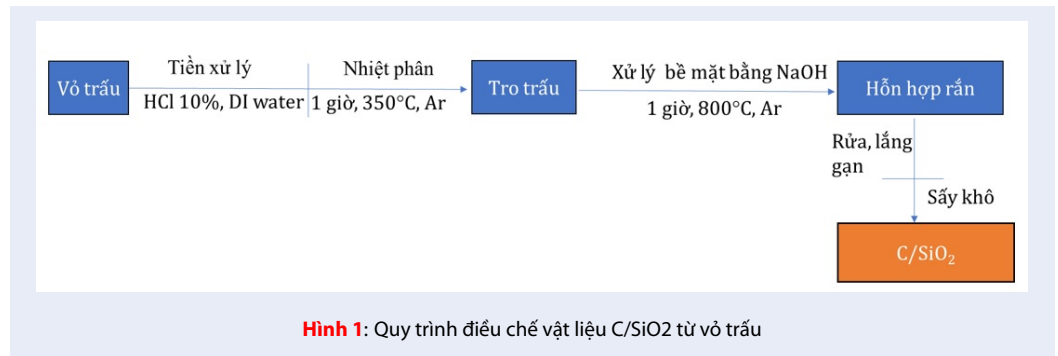 Vỏ trấu
Tiền xử lý
HCl 10%, DI water
Nhiệt phân
1 giờ, 350°C, Ar
Tro trấu
Xử lý bề mặt bằng NaOH
1 giờ, 800°C, Ar
Hỗn hợp rắn
Rửa, lắng
gạn
Sấy khô
C/SiO₂
Hình 1: Quy trình điều chế vật liệu C/SiO2 từ vỏ trấu